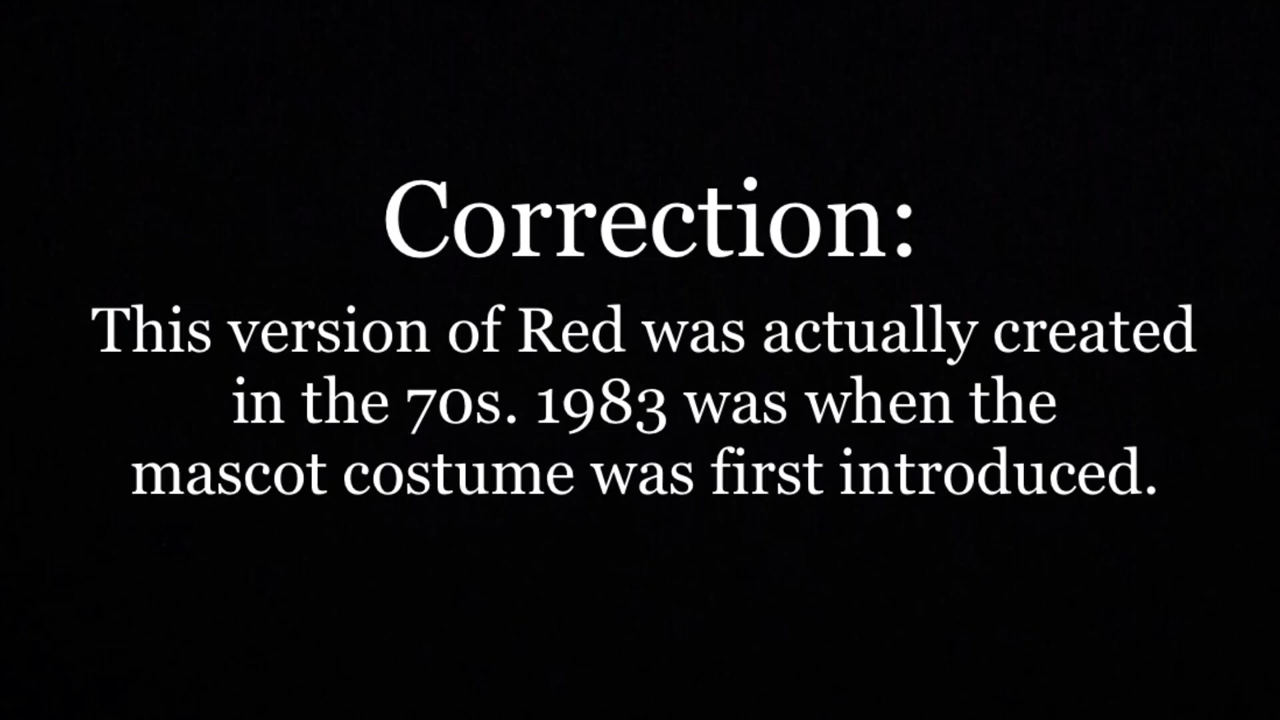 Correction:
This version of Red was actually created
in the 70s. 1983 was when the
mascot costume was first introduced.